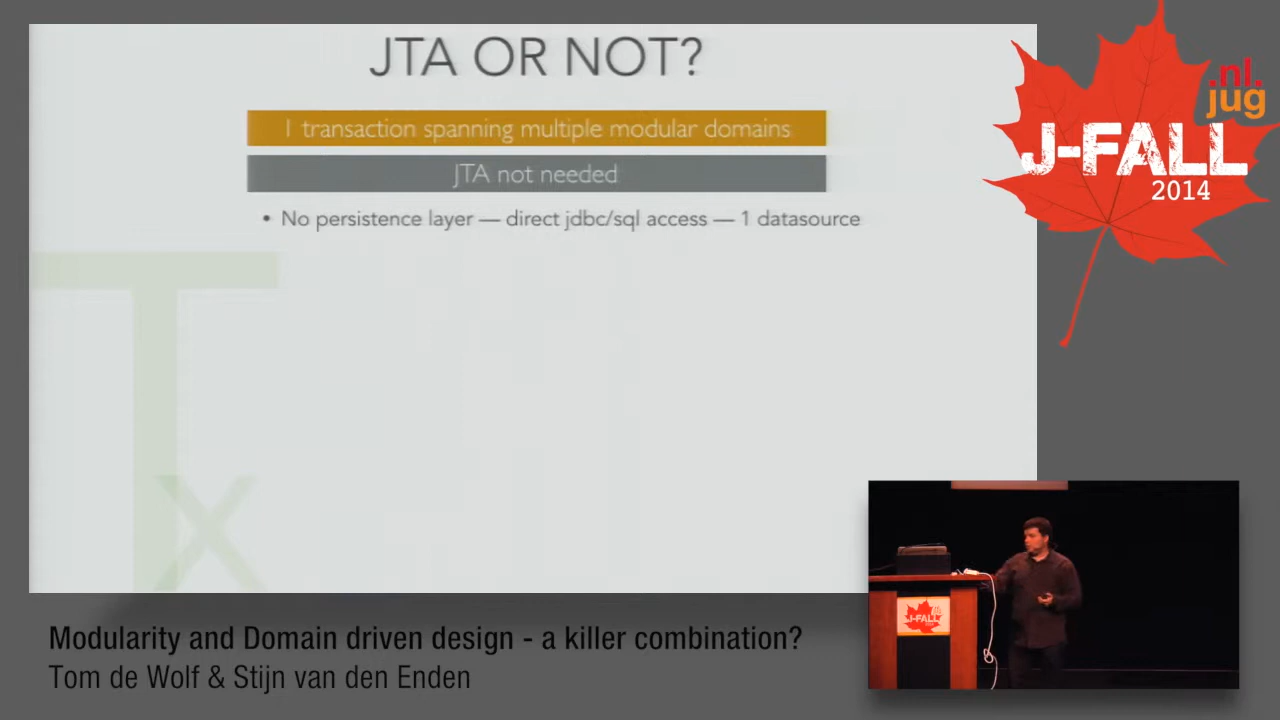 JTA OR NOT?
1 transaction spanning multiple modular domains
JTA not needed
• No persistence layer — direct jdbc/sql access — 1 datasource
Tx
.nl.
jug
J-FALL
2014
J-FALL
Modularity and Domain driven design - a killer combination?
Tom de Wolf & Stijn van den Enden